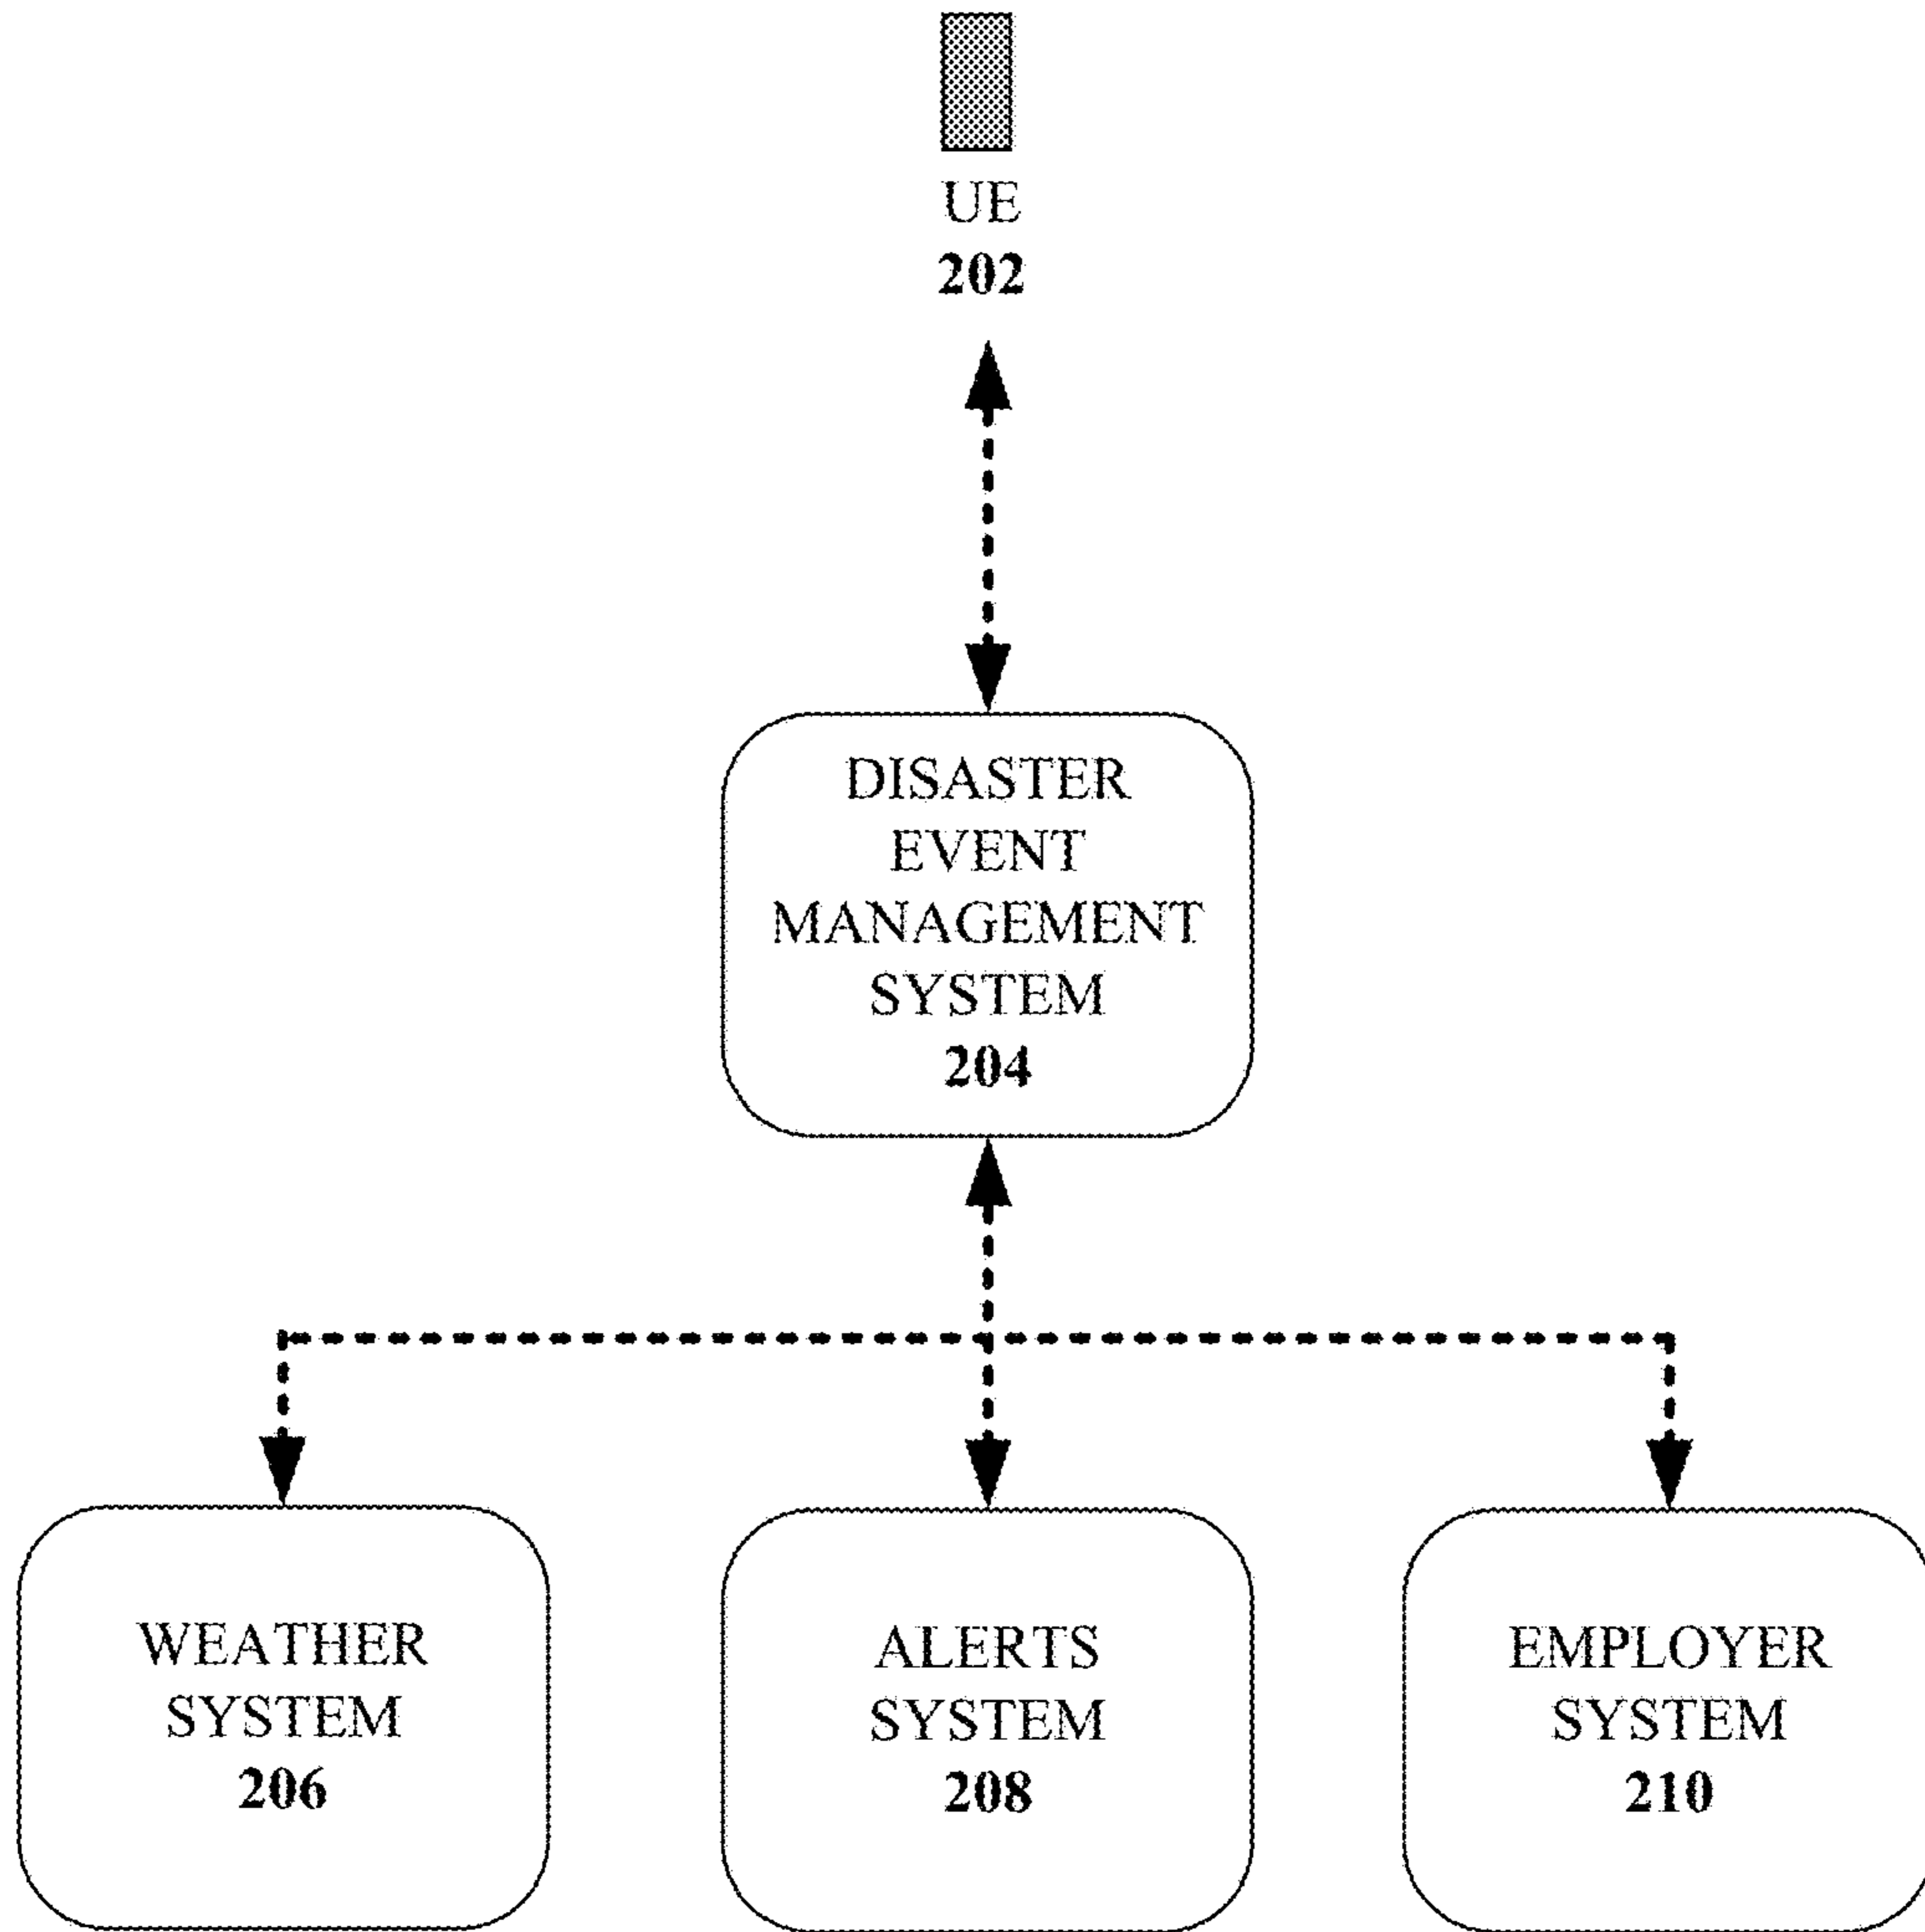 UE
202
DISASTER
EVENT
MANAGEMENT
SYSTEM
204
WEATHER
SYSTEM
206
ALERTS
SYSTEM
208
EMPLOYER
SYSTEM
210